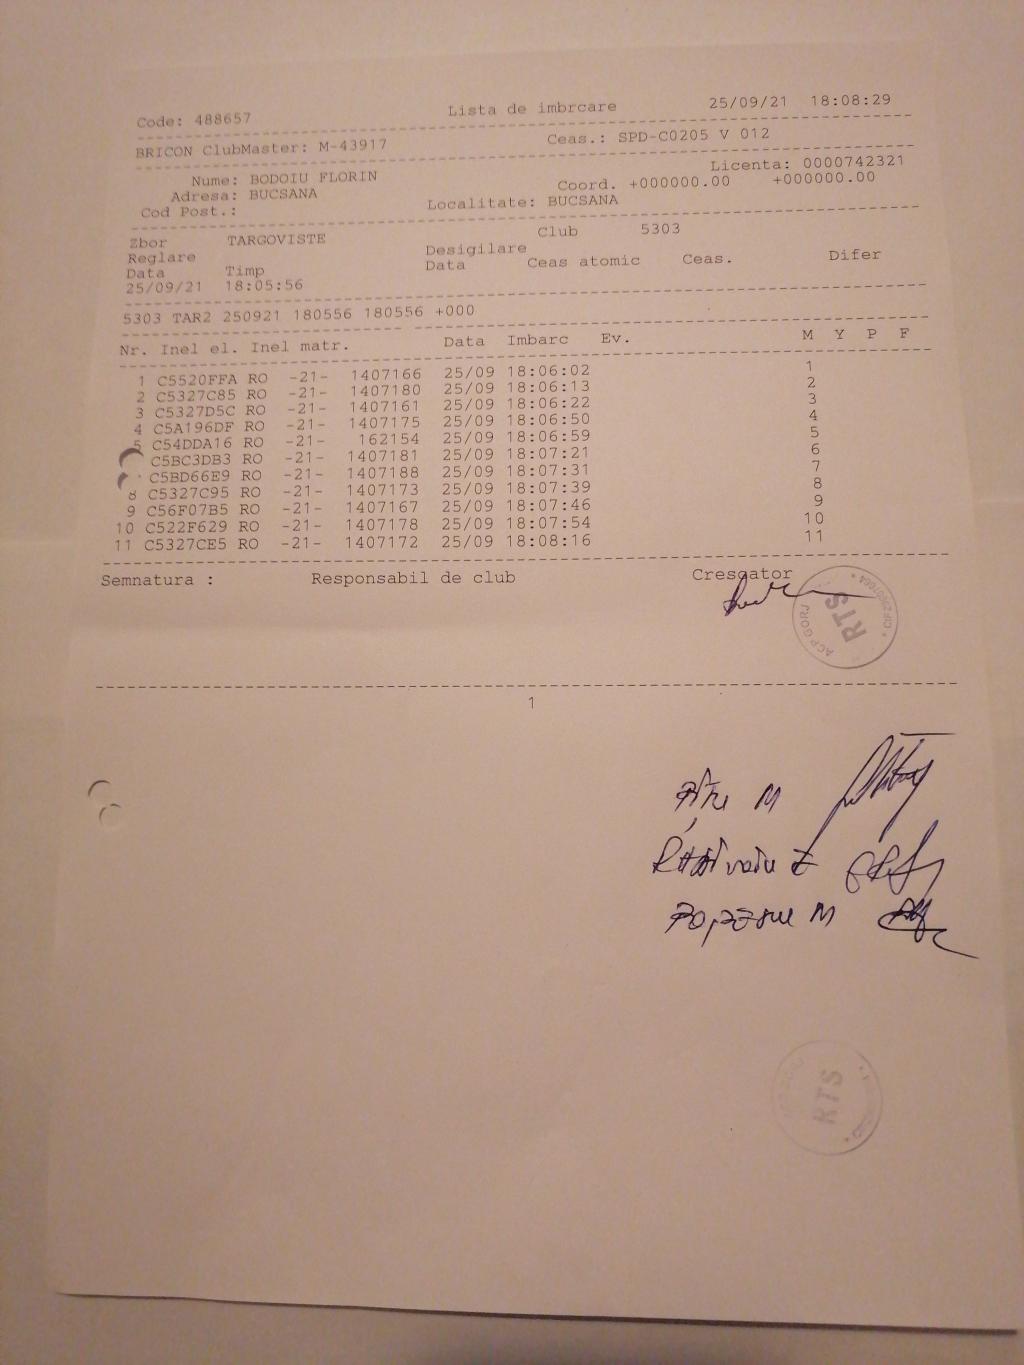 Code: 488657 Lista de imbrcare 25/09/21 18:08:29
BRICON ClubMaster: M-43917 Ceas.: SPD-C0205 V 012
Licenta: 0000742321
Nume: BODOIU FLORIN Coord. +000000.00 +000000.00
Adresa: BUCSANA
Cod Post.: Localitate: BUCSANA
Zbor TARGOVISTE Club 5303
Reglare Desigilare
Data Timp Data Ceas atomic Ceas. Difer
25/09/21 18:05:56
5303 TAR2 250921 180556 180556 +000
Nr. Inel el. Inel matr. Data Imbarc Ev. M Y P F
1 C5520FFA RO -21- 1407166 25/09 18:06:02 1
2 C5327C85 RO -21- 1407180 25/09 18:06:13 2
3 C5327D5C RO -21- 1407161 25/09 18:06:22 3
4 C5A196DF RO -21- 1407175 25/09 18:06:50 4
5 C54DDA16 RO -21- 162154 25/09 18:06:59 5
C5BC3DB3 RO -21- 1407181 25/09 18:07:21 6
C5BD66E9 RO -21- 1407188 25/09 18:07:31 7
8 C5327C95 RO -21- 1407173 25/09 18:07:39 8
9 C56F07B5 RO -21- 1407167 25/09 18:07:46 9
10 C522F629 RO -21- 1407178 25/09 18:07:54 10
11 C5327CE5 RO -21- 1407172 25/09 18:08:16 11
Semnatura : Responsabil de club Crescator
ACP GORJ
RTS
1
M
M
RTS